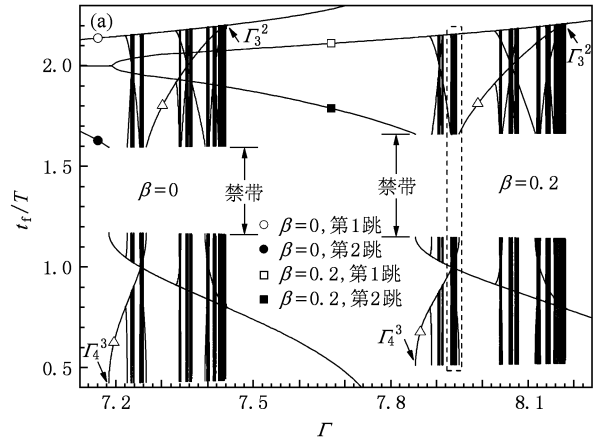 (a)
Γ₃²
Γ₃²
2.0
1.5
1.0
0.5
t_f/T
β=0
禁带
禁带
β=0.2
β=0, 第1跳
β=0, 第2跳
β=0.2, 第1跳
β=0.2, 第2跳
Γ₄³
Γ₄³
7.2 7.5 7.8 8.1
Γ